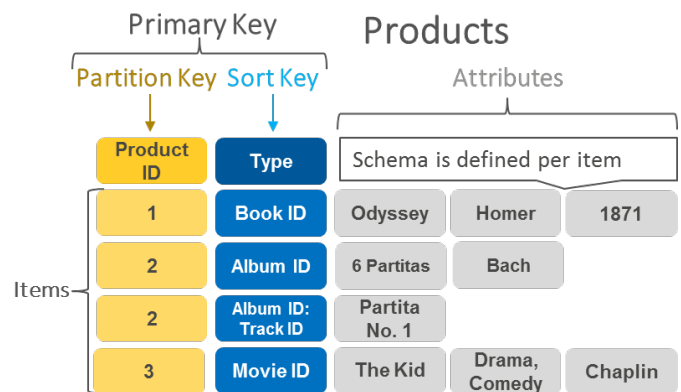 Primary Key
Products
Partition Key
Sort Key
Attributes
Product
ID
Type
Schema is defined per item
1
Book ID
Odyssey
Homer
1871
2
Album ID
6 Partitas
Bach
Items
2
Album ID:
Track ID
Partita
No. 1
3
Movie ID
The Kid
Drama,
Comedy
Chaplin